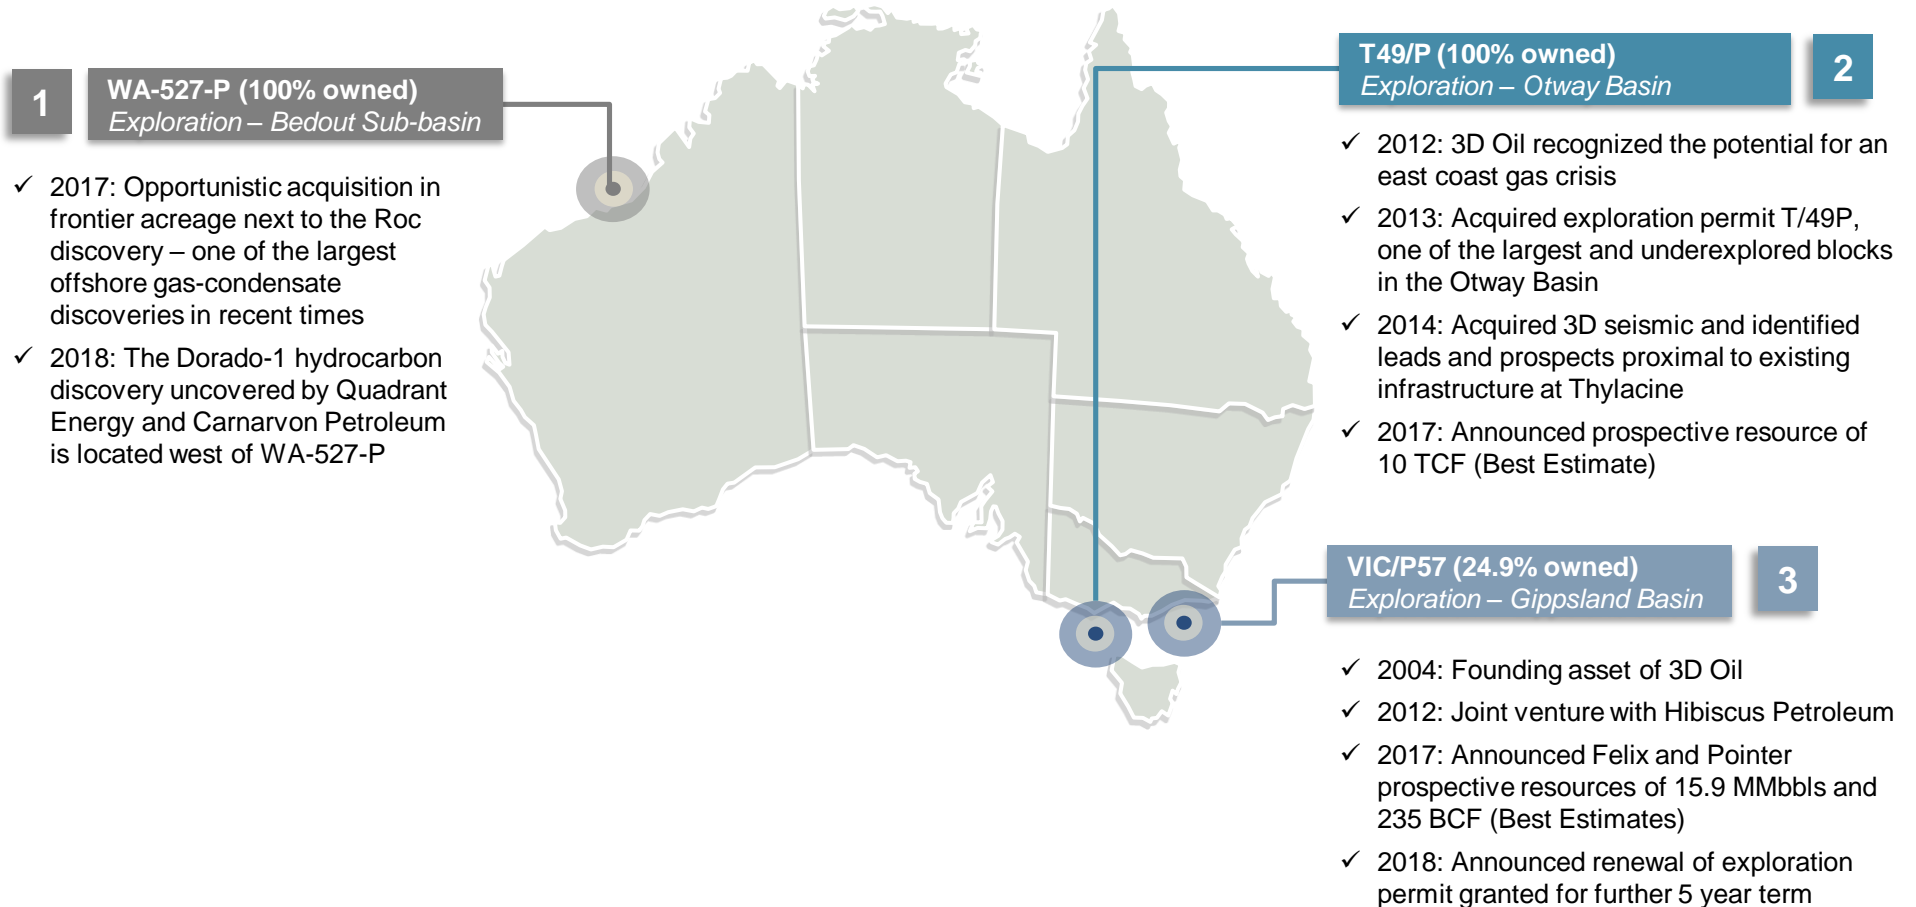 1
WA-527-P (100% owned)
Exploration – Bedout Sub-basin
✓ 2017: Opportunistic acquisition in
frontier acreage next to the Roc
discovery – one of the largest
offshore gas-condensate
discoveries in recent times
✓ 2018: The Dorado-1 hydrocarbon
discovery uncovered by Quadrant
Energy and Carnarvon Petroleum
is located west of WA-527-P
T49/P (100% owned)
Exploration – Otway Basin
2
✓ 2012: 3D Oil recognized the potential for an
east coast gas crisis
✓ 2013: Acquired exploration permit T/49P,
one of the largest and underexplored blocks
in the Otway Basin
✓ 2014: Acquired 3D seismic and identified
leads and prospects proximal to existing
infrastructure at Thylacine
✓ 2017: Announced prospective resource of
10 TCF (Best Estimate)
VIC/P57 (24.9% owned)
Exploration – Gippsland Basin
3
✓ 2004: Founding asset of 3D Oil
✓ 2012: Joint venture with Hibiscus Petroleum
✓ 2017: Announced Felix and Pointer
prospective resources of 15.9 MMbbls and
235 BCF (Best Estimates)
✓ 2018: Announced renewal of exploration
permit granted for further 5 year term